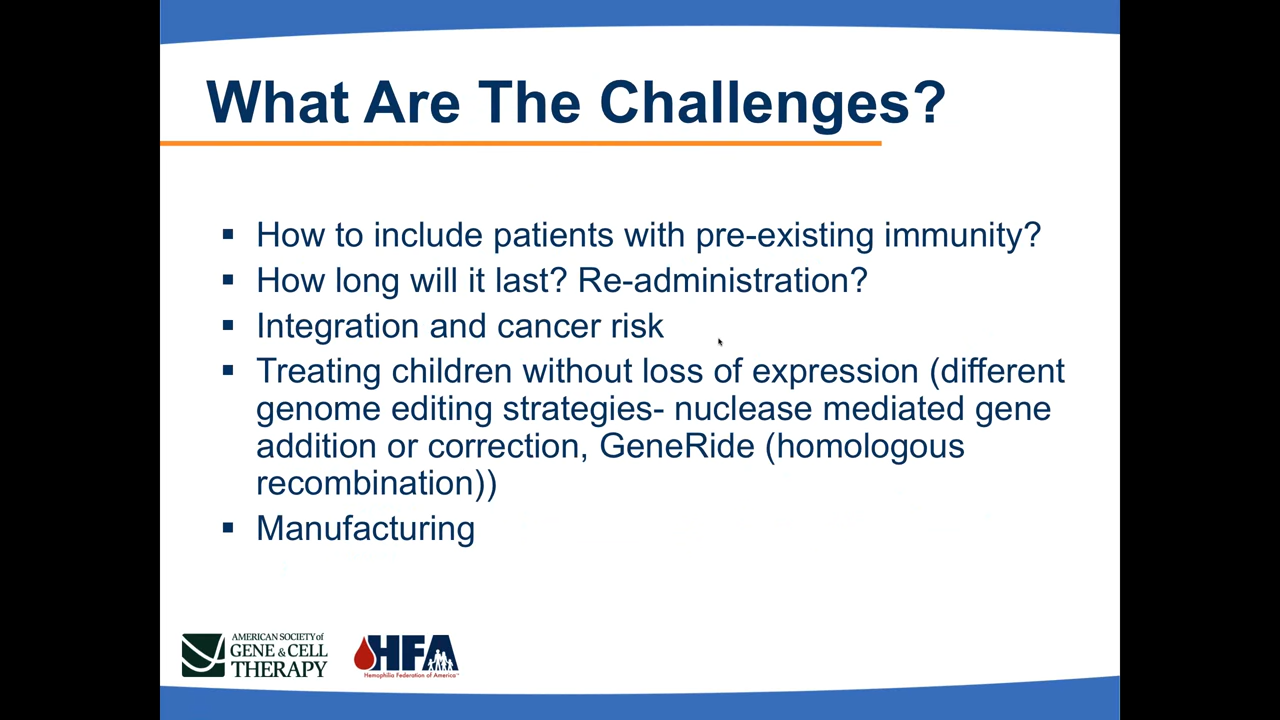 What Are The Challenges?
▪ How to include patients with pre-existing immunity?
▪ How long will it last? Re-administration?
▪ Integration and cancer risk
▪ Treating children without loss of expression (different
genome editing strategies- nuclease mediated gene
addition or correction, GeneRide (homologous
recombination))
▪ Manufacturing
AMERICAN SOCIETY of
GENE & CELL
THERAPY
HFA
Hemophilia Federation of America™